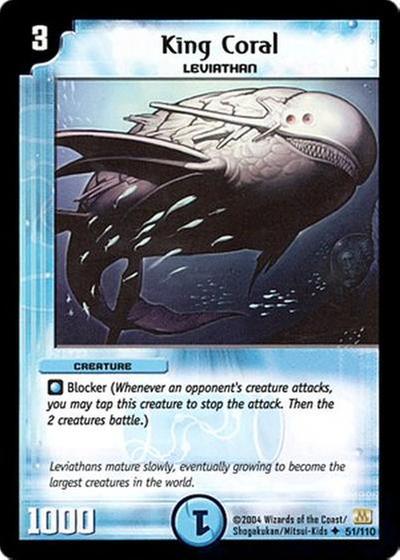 3
King Coral
LEVIATHAN
CREATURE
Blocker (Whenever an opponent's creature attacks,
you may tap this creature to stop the attack. Then the
2 creatures battle.)
Leviathans mature slowly, eventually growing to become the
largest creatures in the world.
1000
1
©2004 Wizards of the Coast/
Shogakukan/Mitsui-Kids ✦ 51/110